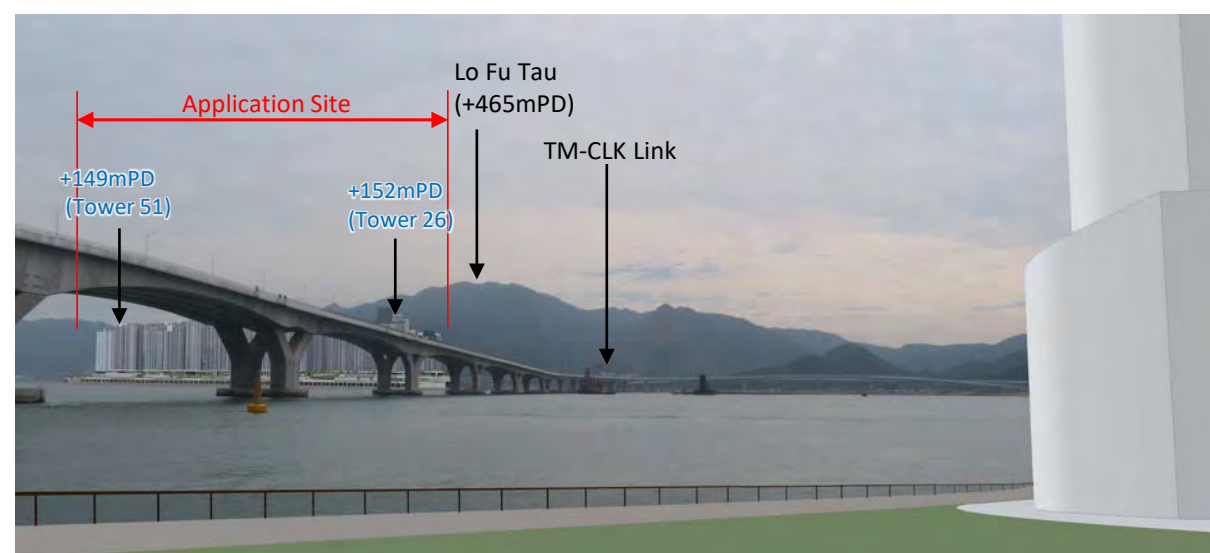 Lo Fu Tau
(+465mPD)
Application Site
TM-CLK Link
+149mPD
(Tower 51)
+152mPD
(Tower 26)